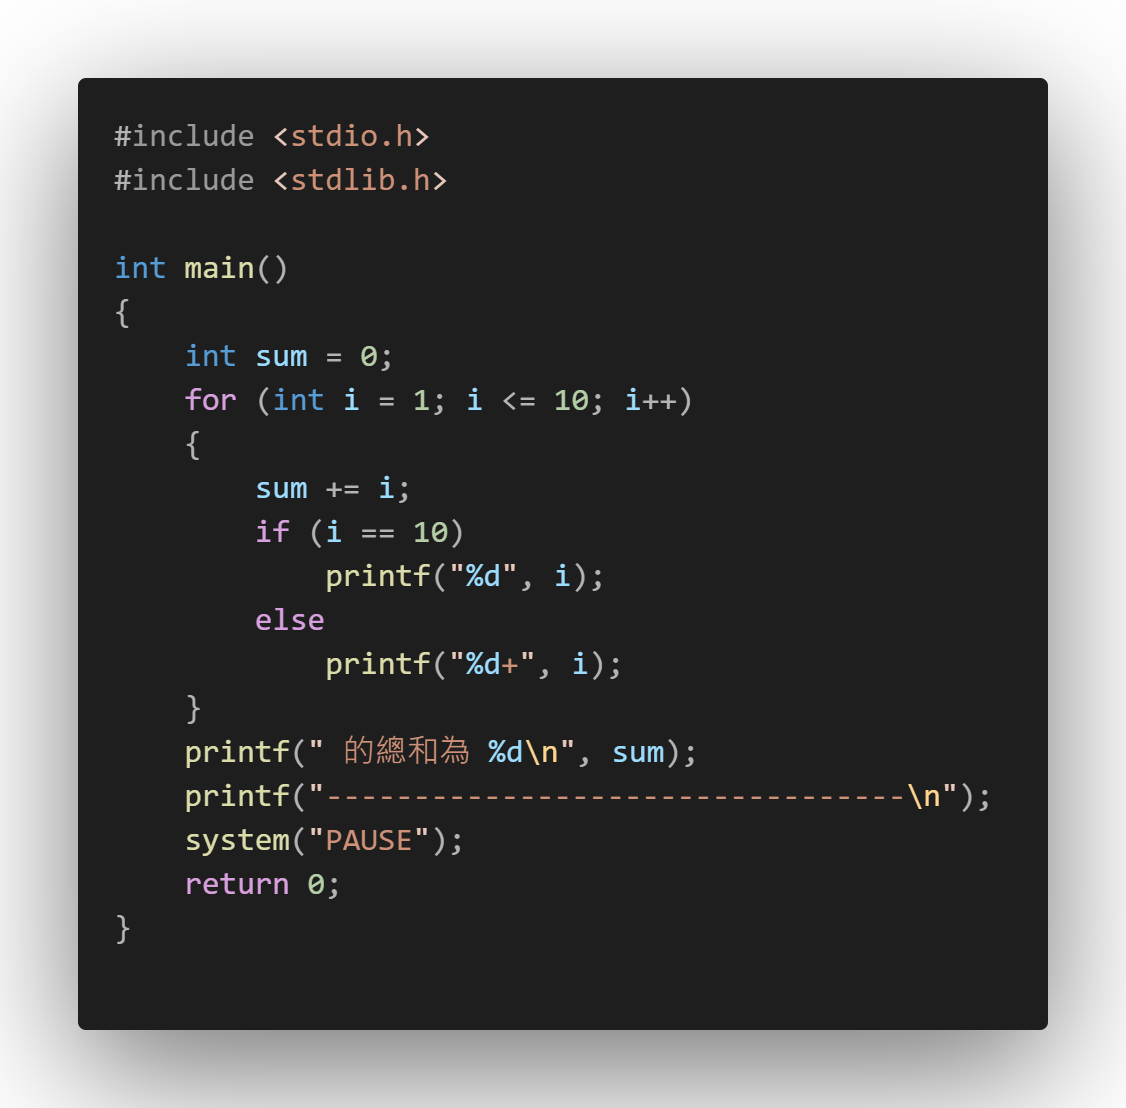 #include <stdio.h>
#include <stdlib.h>

int main()
{
    int sum = 0;
    for (int i = 1; i <= 10; i++)
    {
        sum += i;
        if (i == 10)
            printf("%d", i);
        else
            printf("%d+", i);
    }
    printf(" 的總和為 %d\n", sum);
    printf("---------------------------------\n");
    system("PAUSE");
    return 0;
}